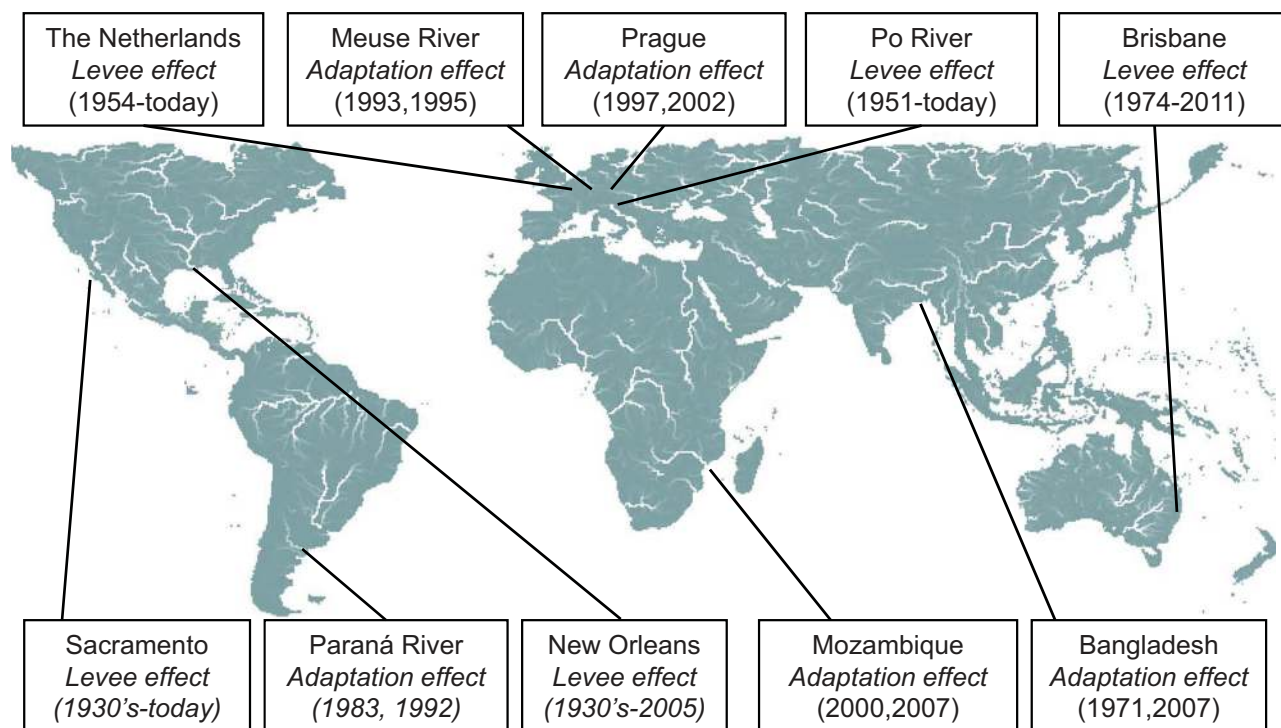 The Netherlands
Levee effect
(1954-today)
Meuse River
Adaptation effect
(1993,1995)
Prague
Adaptation effect
(1997,2002)
Po River
Levee effect
(1951-today)
Brisbane
Levee effect
(1974-2011)
Sacramento
Levee effect
(1930's-today)
Paraná River
Adaptation effect
(1983, 1992)
New Orleans
Levee effect
(1930's-2005)
Mozambique
Adaptation effect
(2000,2007)
Bangladesh
Adaptation effect
(1971,2007)